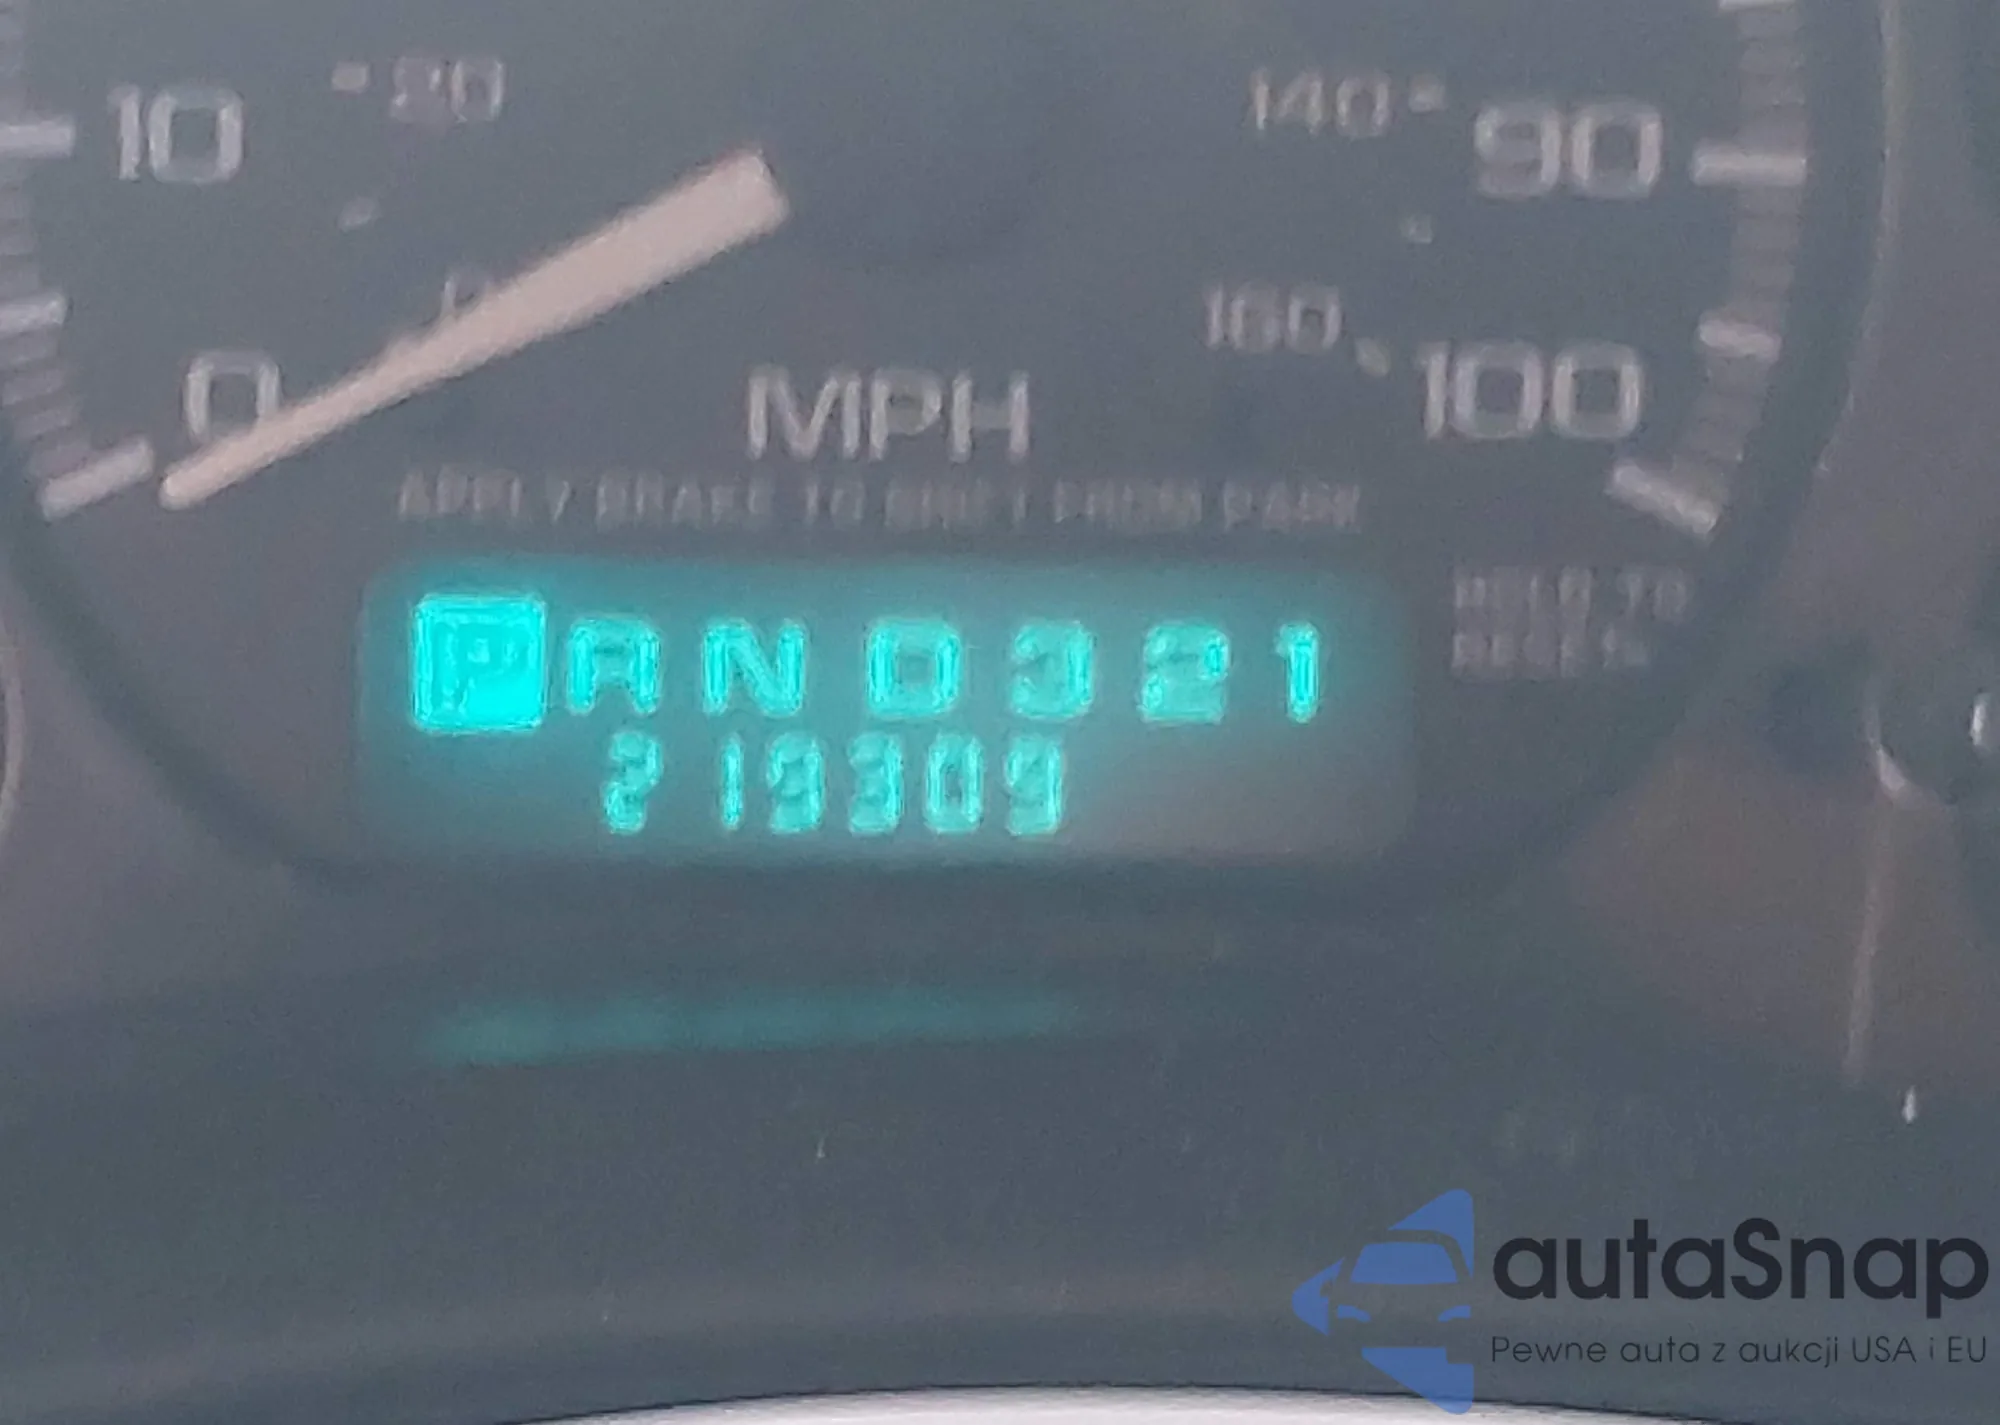 10 20 140 90
0 160 100
MPH
APPLY BRAKE TO SHIFT FROM PARK
P R N D 3 2 1
219309
autaSnap
Pewne auta z aukcji USA i EU